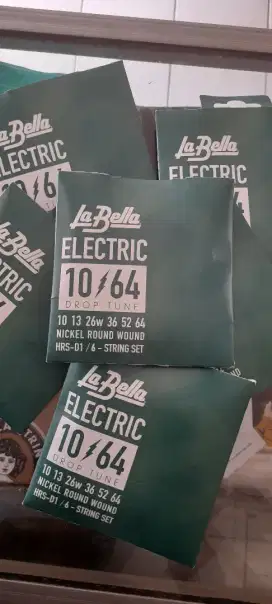 La Bella
ELECTRIC
La Bella
ELECTRIC
La Bella
ELECTRIC
La Bella
ELECTRIC
10 64
DROP TUNE
10 13 26w 36 52 64
NICKEL ROUND WOUND
HRS-D1 / 6 - STRING SET
La Bella
ELECTRIC
10 64
DROP TUNE
10 13 26w 36 52 64
NICKEL ROUND WOUND
HRS-D1 / 6 - STRING SET